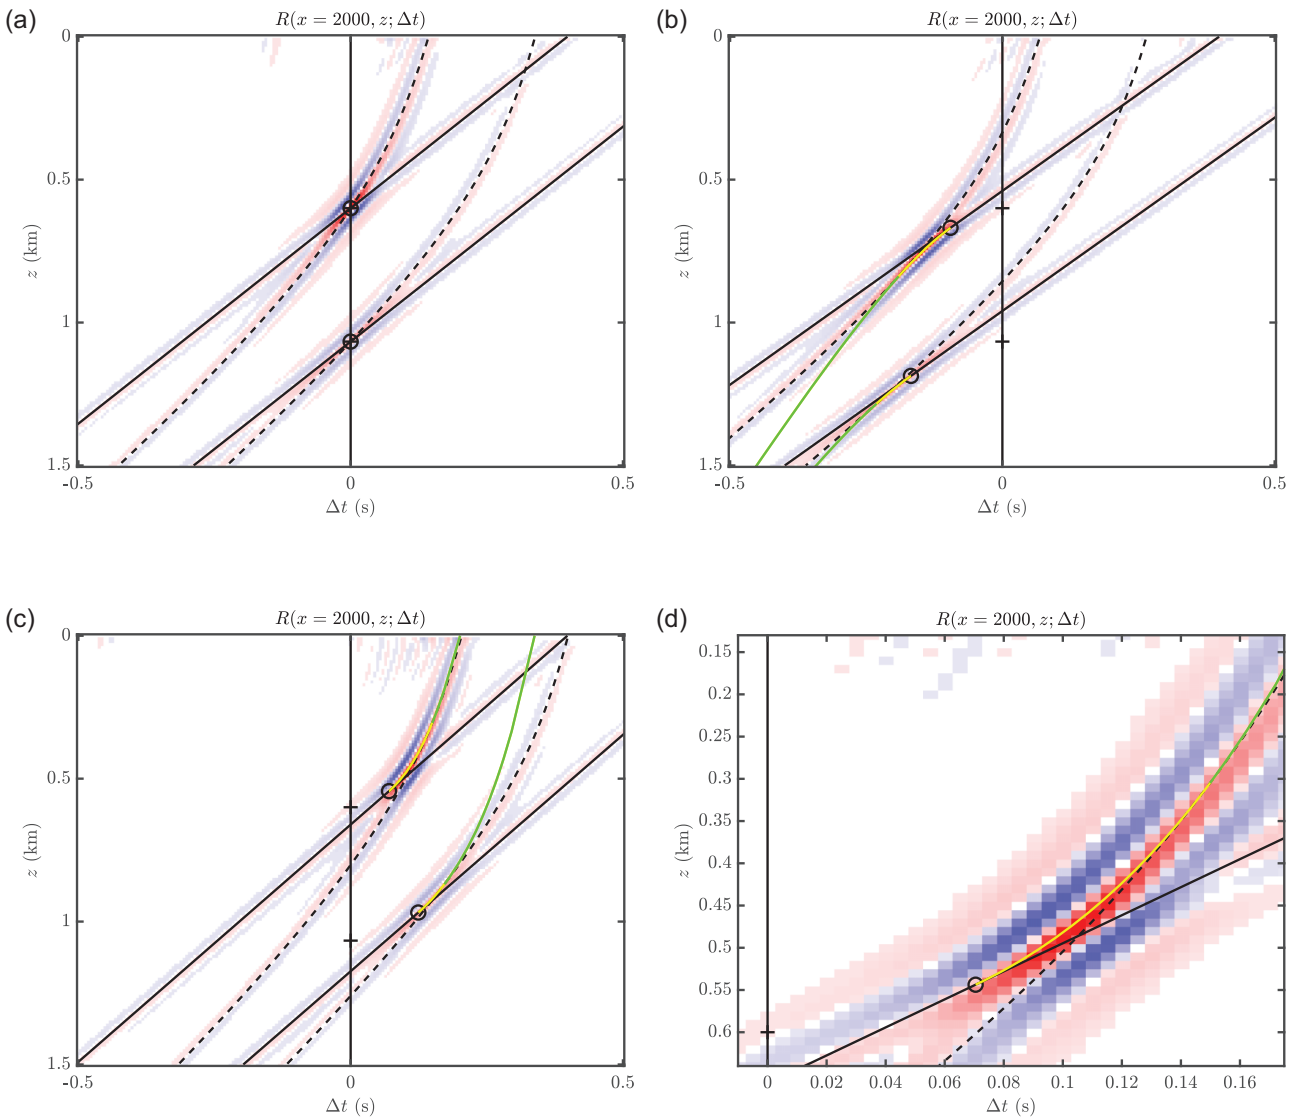 (a)
R(x = 2000, z; Δt)
0
0.5
1
1.5
z (km)
-0.5
0
0.5
Δt (s)
(b)
R(x = 2000, z; Δt)
0
0.5
1
1.5
z (km)
-0.5
0
0.5
Δt (s)
(c)
R(x = 2000, z; Δt)
0
0.5
1
1.5
z (km)
-0.5
0
0.5
Δt (s)
(d)
R(x = 2000, z; Δt)
0.15
0.2
0.25
0.3
0.35
0.4
0.45
0.5
0.55
0.6
z (km)
0
0.02
0.04
0.06
0.08
0.1
0.12
0.14
0.16
Δt (s)